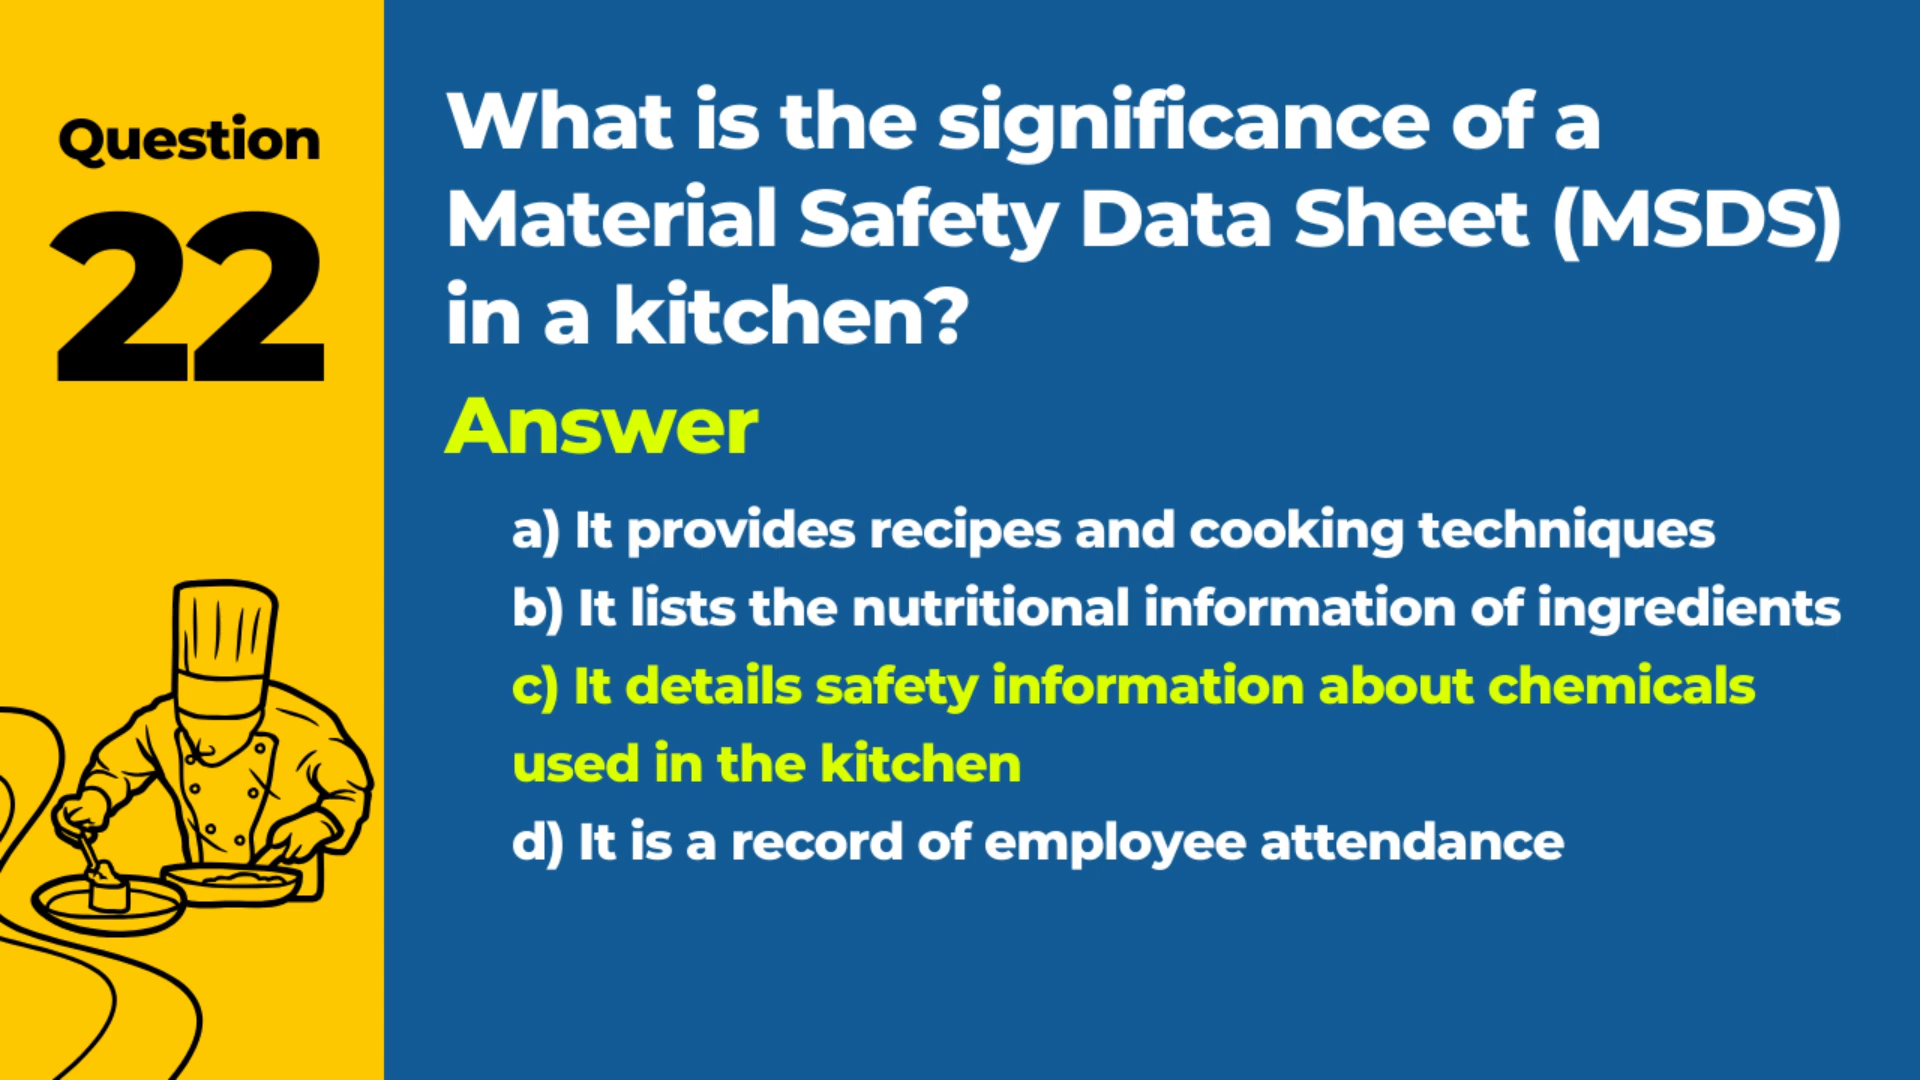 Question
22
What is the significance of a
Material Safety Data Sheet (MSDS)
in a kitchen?
Answer
a) It provides recipes and cooking techniques
b) It lists the nutritional information of ingredients
c) It details safety information about chemicals
used in the kitchen
d) It is a record of employee attendance